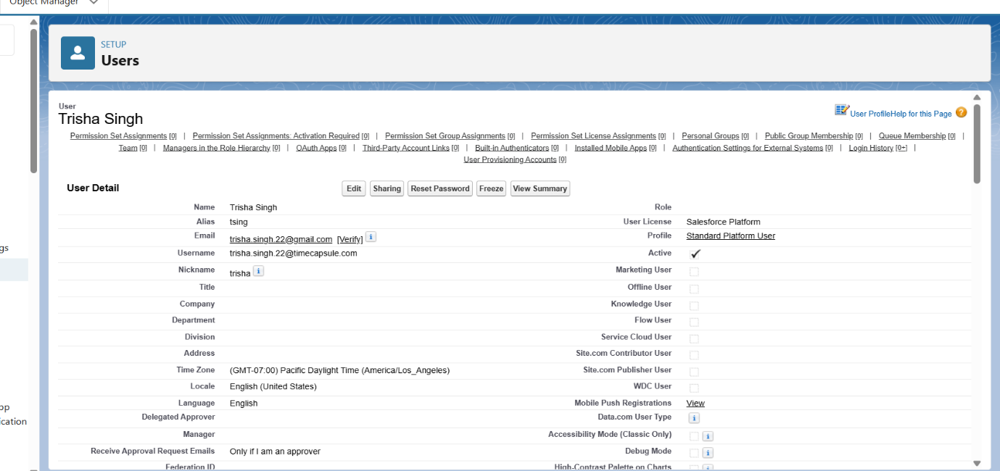 Object Manager
SETUP
Users
User
Trisha Singh
User Profile Help for this Page
Permission Set Assignments [0] | Permission Set Assignments: Activation Required [0] | Permission Set Group Assignments [0] | Permission Set License Assignments [0] | Personal Groups [0] | Public Group Membership [0] | Queue Membership [0] |
Team [0] | Managers in the Role Hierarchy [0] | OAuth Apps [0] | Third-Party Account Links [0] | Built-in Authenticators [0] | Installed Mobile Apps [0] | Authentication Settings for External Systems [0] | Login History [0+] |
User Provisioning Accounts [0]
User Detail Edit Sharing Reset Password Freeze View Summary
Name Trisha Singh Role
Alias tsing User License Salesforce Platform
Email trisha.singh.22@gmail.com [Verify] i Profile Standard Platform User
Username trisha.singh.22@timecapsule.com Active
gs
Nickname trisha i Marketing User
Title Offline User
Company Knowledge User
Department Flow User
Division Service Cloud User
Address Site.com Contributor User
Time Zone (GMT-07:00) Pacific Daylight Time (America/Los_Angeles) Site.com Publisher User
Locale English (United States) WDC User
Language English Mobile Push Registrations View
pp
Delegated Approver Data.com User Type i
ication
Manager Accessibility Mode (Classic Only) i
Receive Approval Request Emails Only if I am an approver Debug Mode i
Federation ID High-Contrast Palette on Charts i